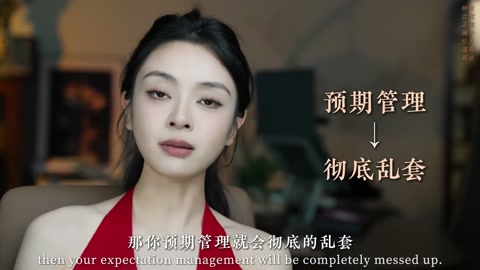 预期管理
↓
彻底乱套
那你预期管理就会彻底的乱套
then your expectation management will be completely messed up.